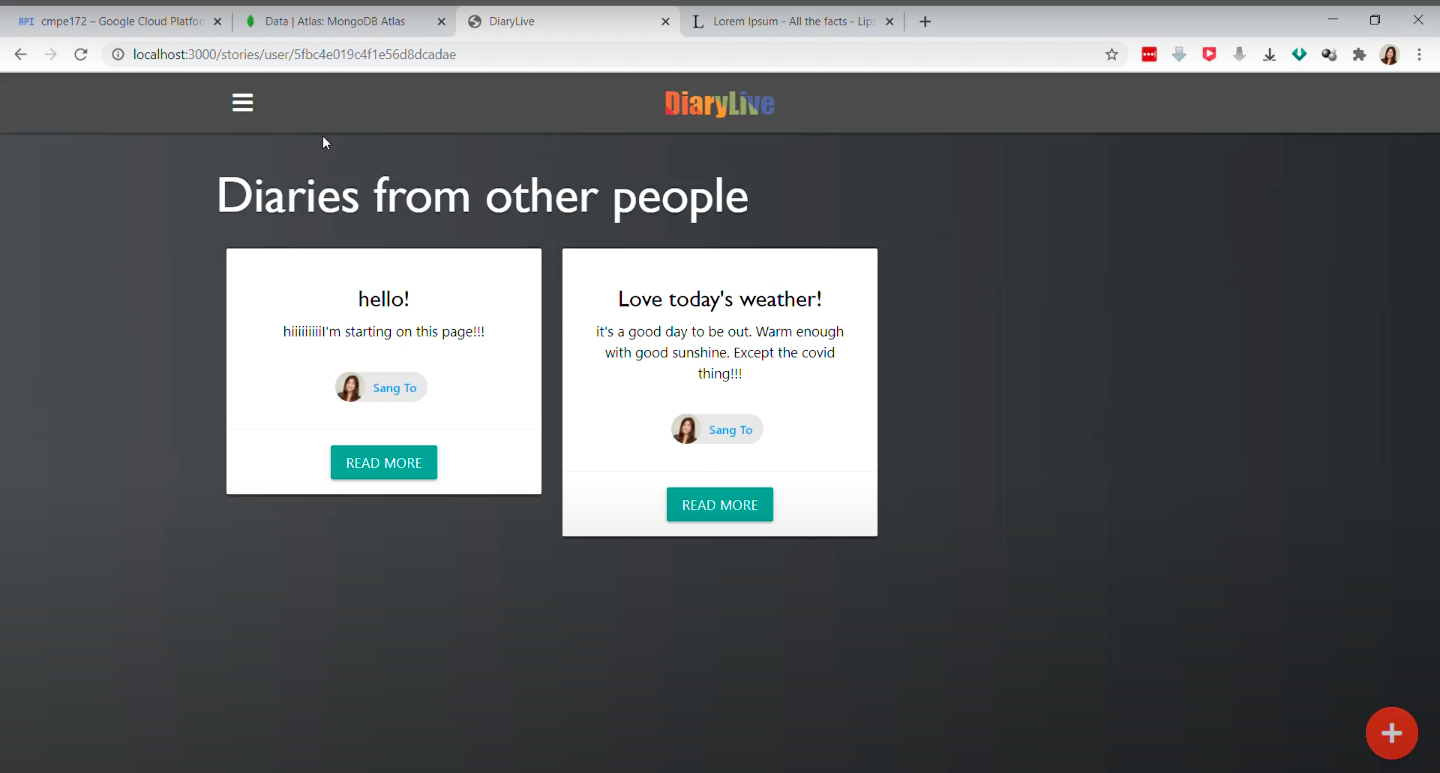 API cmpe172 – Google Cloud Platfor
Data | Atlas: MongoDB Atlas
DiaryLive
L Lorem Ipsum - All the facts - Lips
localhost:3000/stories/user/5fbc4e019c4f1e56d8dcadae
DiaryLive
Diaries from other people
hello!
hiiiiiiiiiI'm starting on this page!!!
Sang To
READ MORE
Love today's weather!
it's a good day to be out. Warm enough
with good sunshine. Except the covid
thing!!!
Sang To
READ MORE